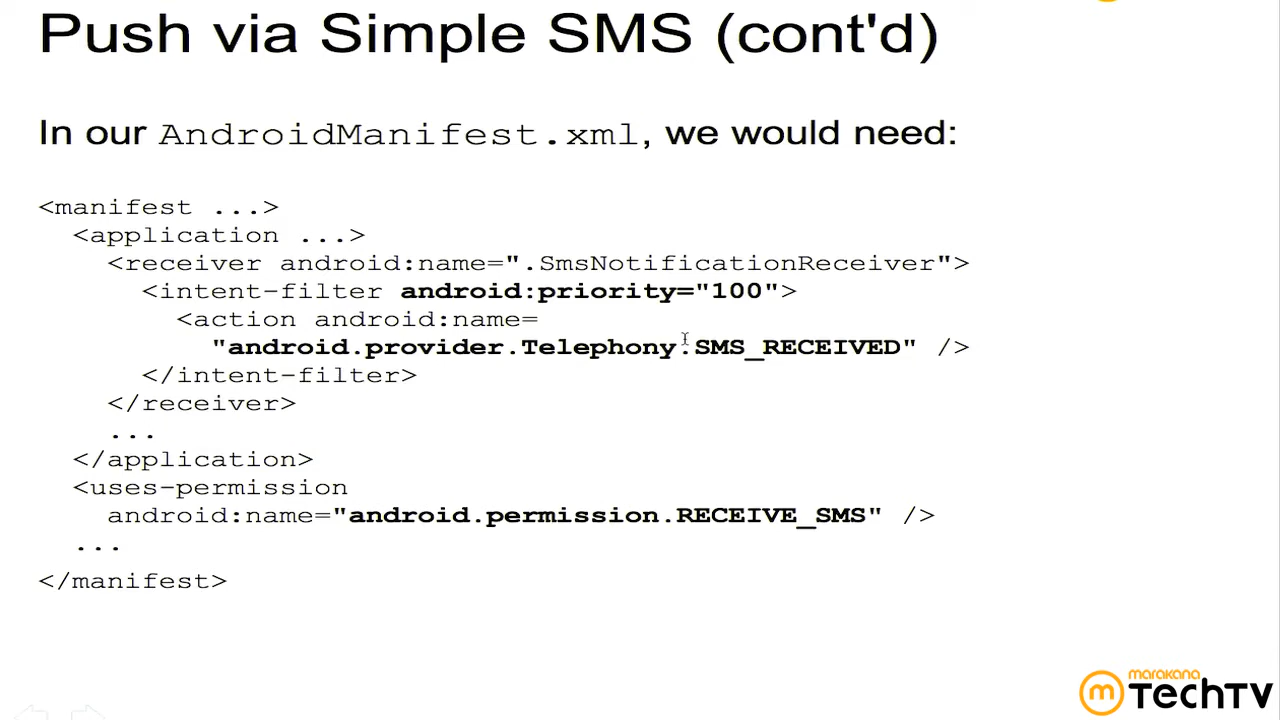 Push via Simple SMS (cont'd)
In our AndroidManifest.xml, we would need:
<manifest ...>
<application ...>
<receiver android:name=".SmsNotificationReceiver">
<intent-filter android:priority="100">
<action android:name=
"android.provider.Telephony.SMS_RECEIVED" />
</intent-filter>
</receiver>
...
</application>
<uses-permission
android:name="android.permission.RECEIVE_SMS" />
...
</manifest>
marakana
m TechTV